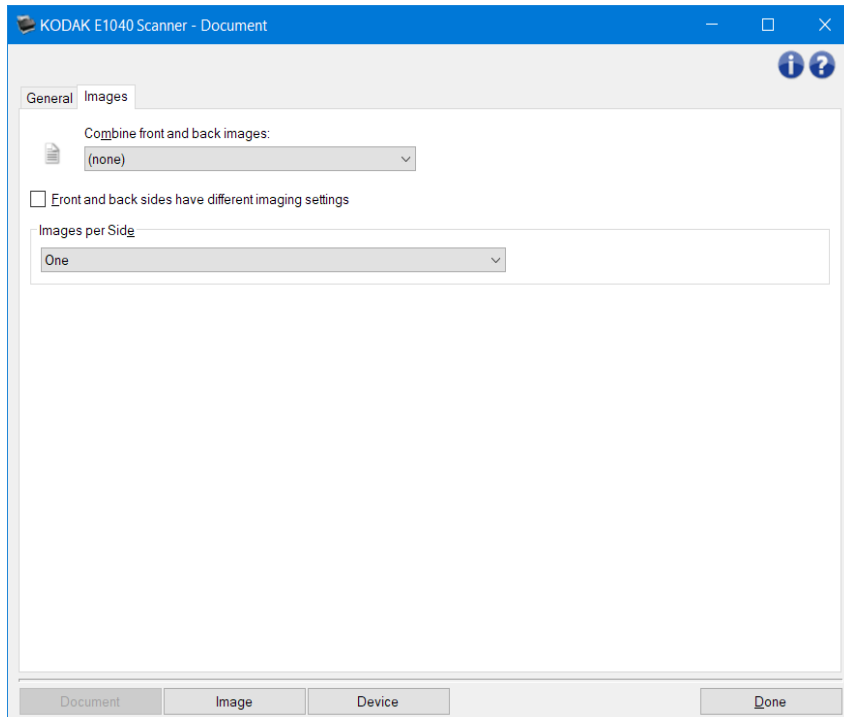 KODAK E1040 Scanner - Document
General Images
Combine front and back images:
(none)
Front and back sides have different imaging settings
Images per Side
One
Document Image Device Done